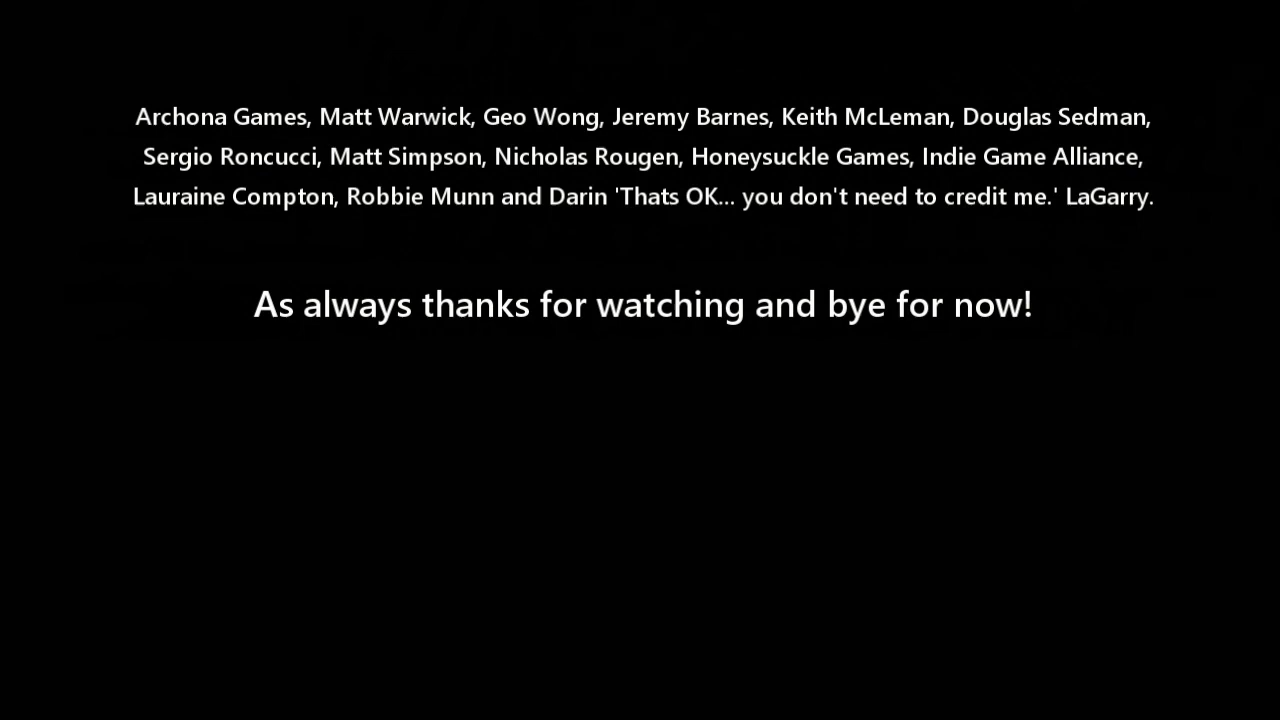 Archona Games, Matt Warwick, Geo Wong, Jeremy Barnes, Keith McLeman, Douglas Sedman,
Sergio Roncucci, Matt Simpson, Nicholas Rougen, Honeysuckle Games, Indie Game Alliance,
Lauraine Compton, Robbie Munn and Darin 'Thats OK... you don't need to credit me.' LaGarry.
As always thanks for watching and bye for now!